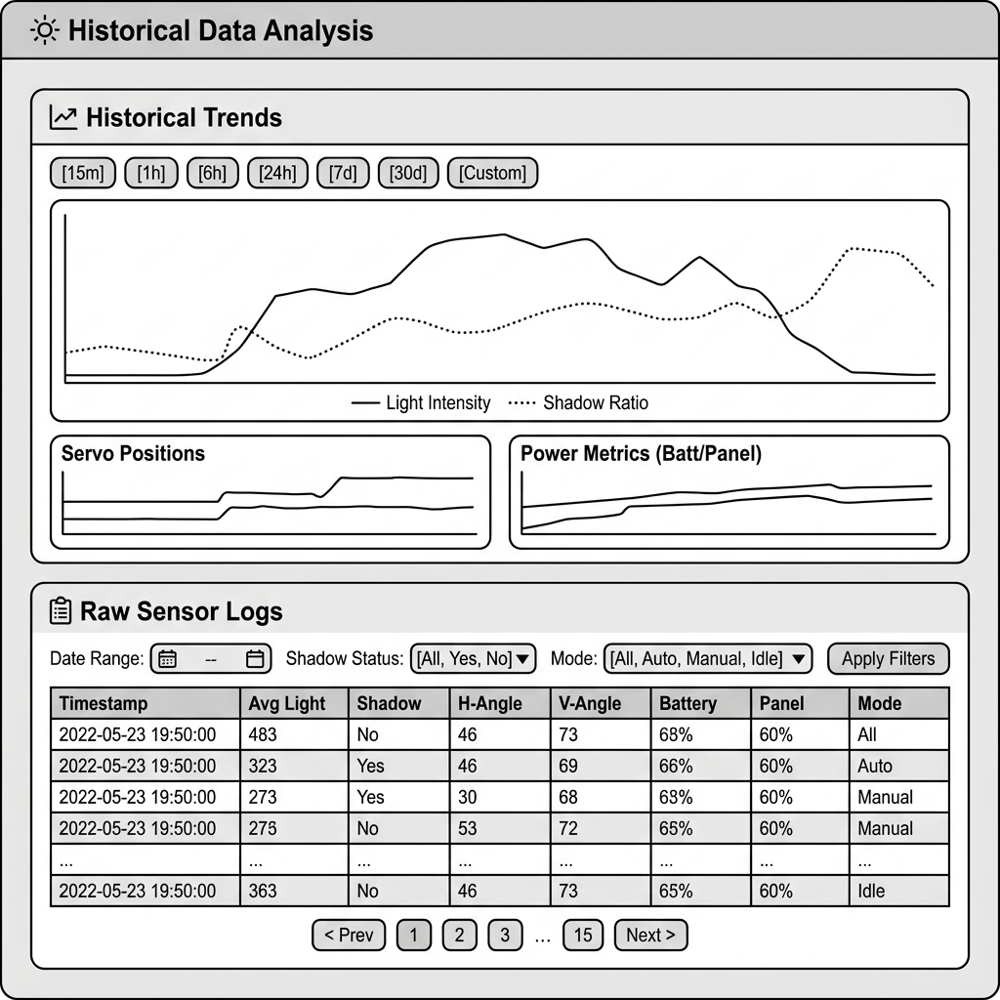 Historical Data Analysis
Historical Trends
[15m] [1h] [6h] [24h] [7d] [30d] [Custom]
Light Intensity Shadow Ratio
Servo Positions
Power Metrics (Batt/Panel)
Raw Sensor Logs
Date Range: -- Shadow Status: [All, Yes, No] Mode: [All, Auto, Manual, Idle] Apply Filters
Timestamp Avg Light Shadow H-Angle V-Angle Battery Panel Mode
2022-05-23 19:50:00 483 No 46 73 68% 60% All
2022-05-23 19:50:00 323 Yes 46 69 66% 60% Auto
2022-05-23 19:50:00 273 Yes 30 68 63% 60% Manual
2022-05-23 19:50:00 275 No 53 72 65% 60% Manual
... ... ... ... ... ... ... ...
2022-05-23 19:50:00 363 No 46 73 65% 60% Idle
< Prev 1 2 3 ... 15 Next >